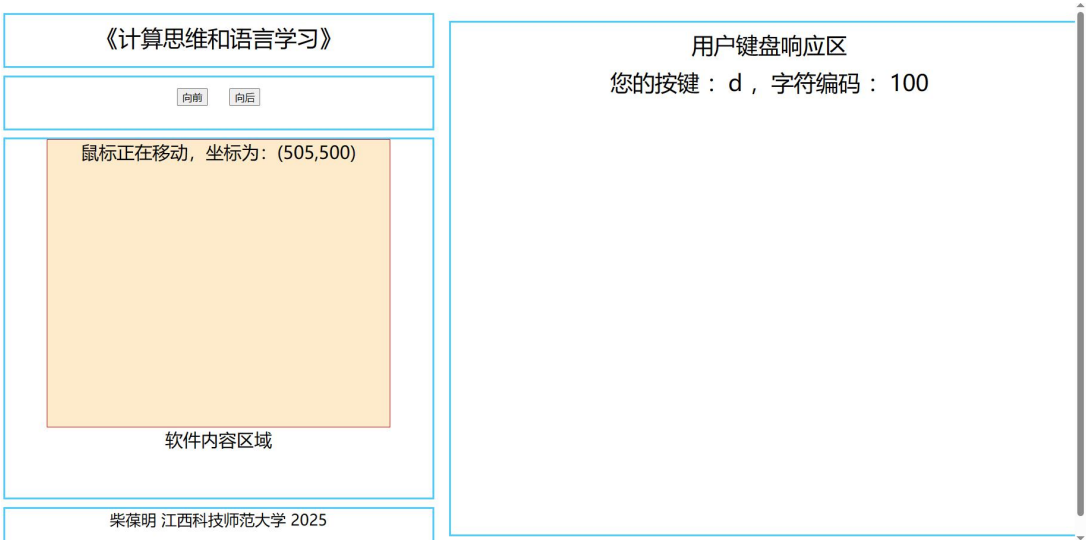 《计算思维和语言学习》
向前 向后
鼠标正在移动，坐标为：(505,500)
软件内容区域
柴葆明 江西科技师范大学 2025
用户键盘响应区
您的按键 ：d ，字符编码 ：100